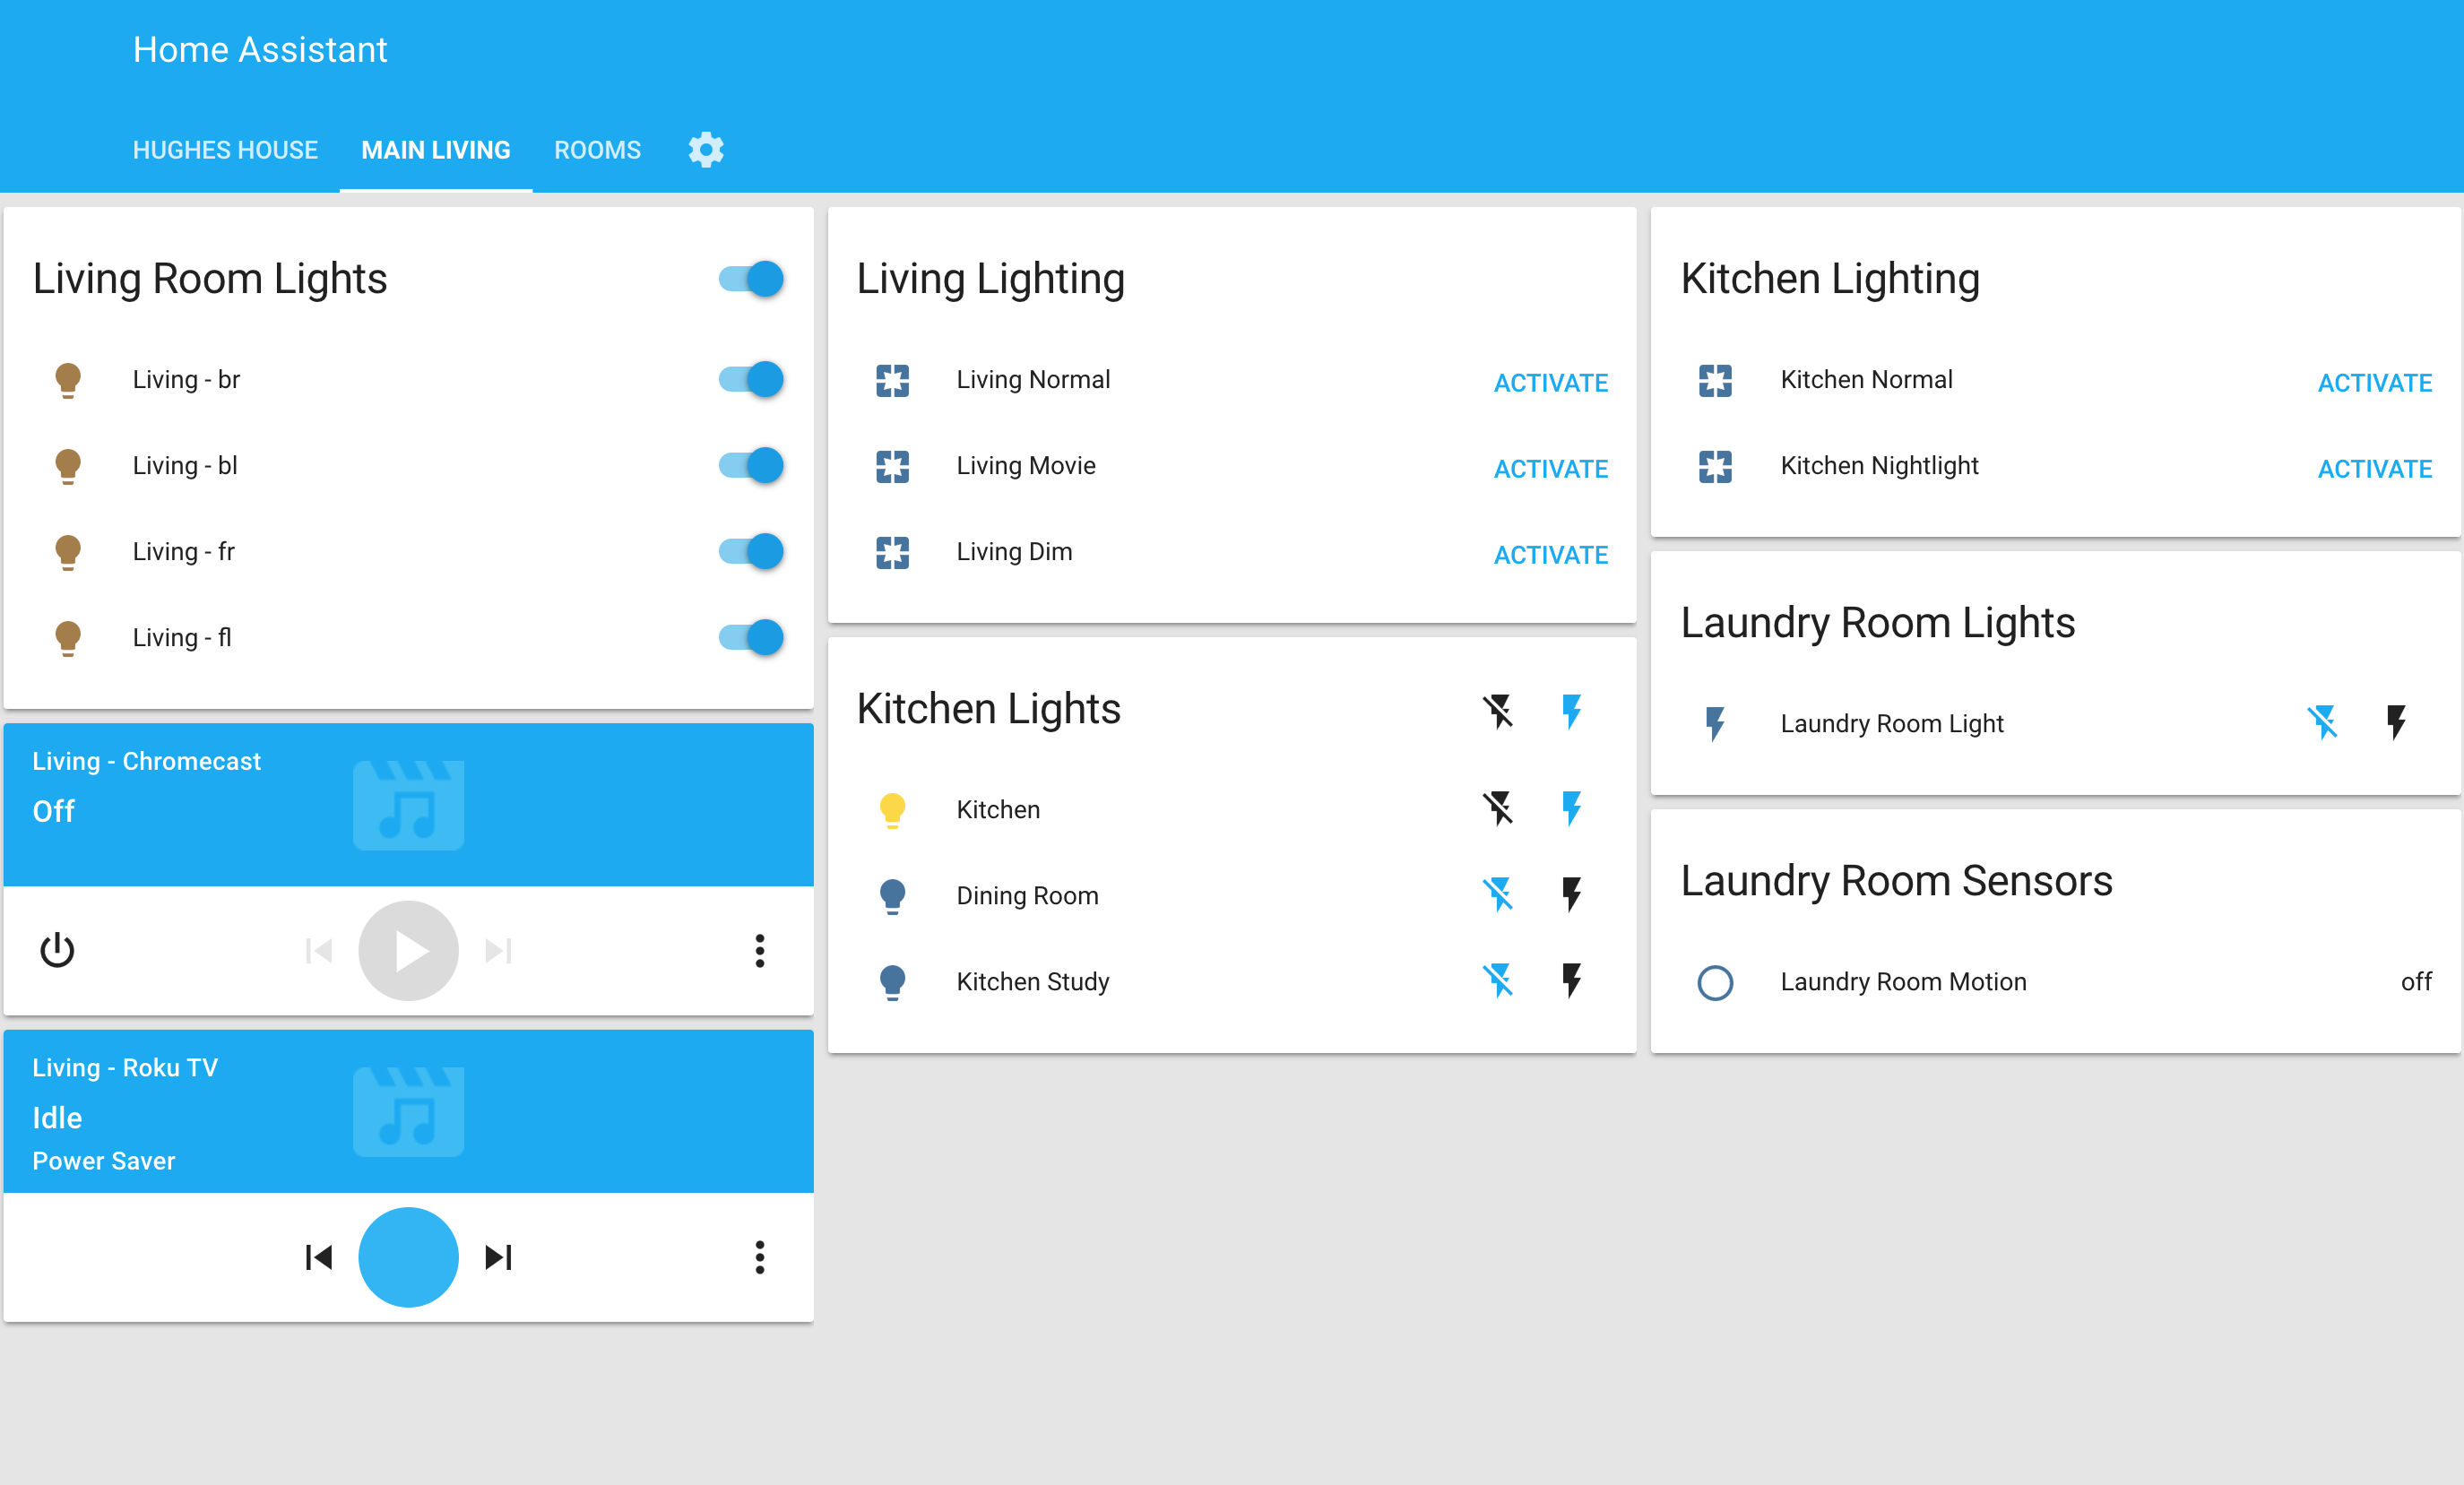 Home Assistant
HUGHES HOUSE MAIN LIVING ROOMS
Living Room Lights
Living - br
Living - bl
Living - fr
Living - fl
Living - Chromecast
Off
Living - Roku TV
Idle
Power Saver
Living Lighting
Living Normal ACTIVATE
Living Movie ACTIVATE
Living Dim ACTIVATE
Kitchen Lights
Kitchen
Dining Room
Kitchen Study
Kitchen Lighting
Kitchen Normal ACTIVATE
Kitchen Nightlight ACTIVATE
Laundry Room Lights
Laundry Room Light
Laundry Room Sensors
Laundry Room Motion off